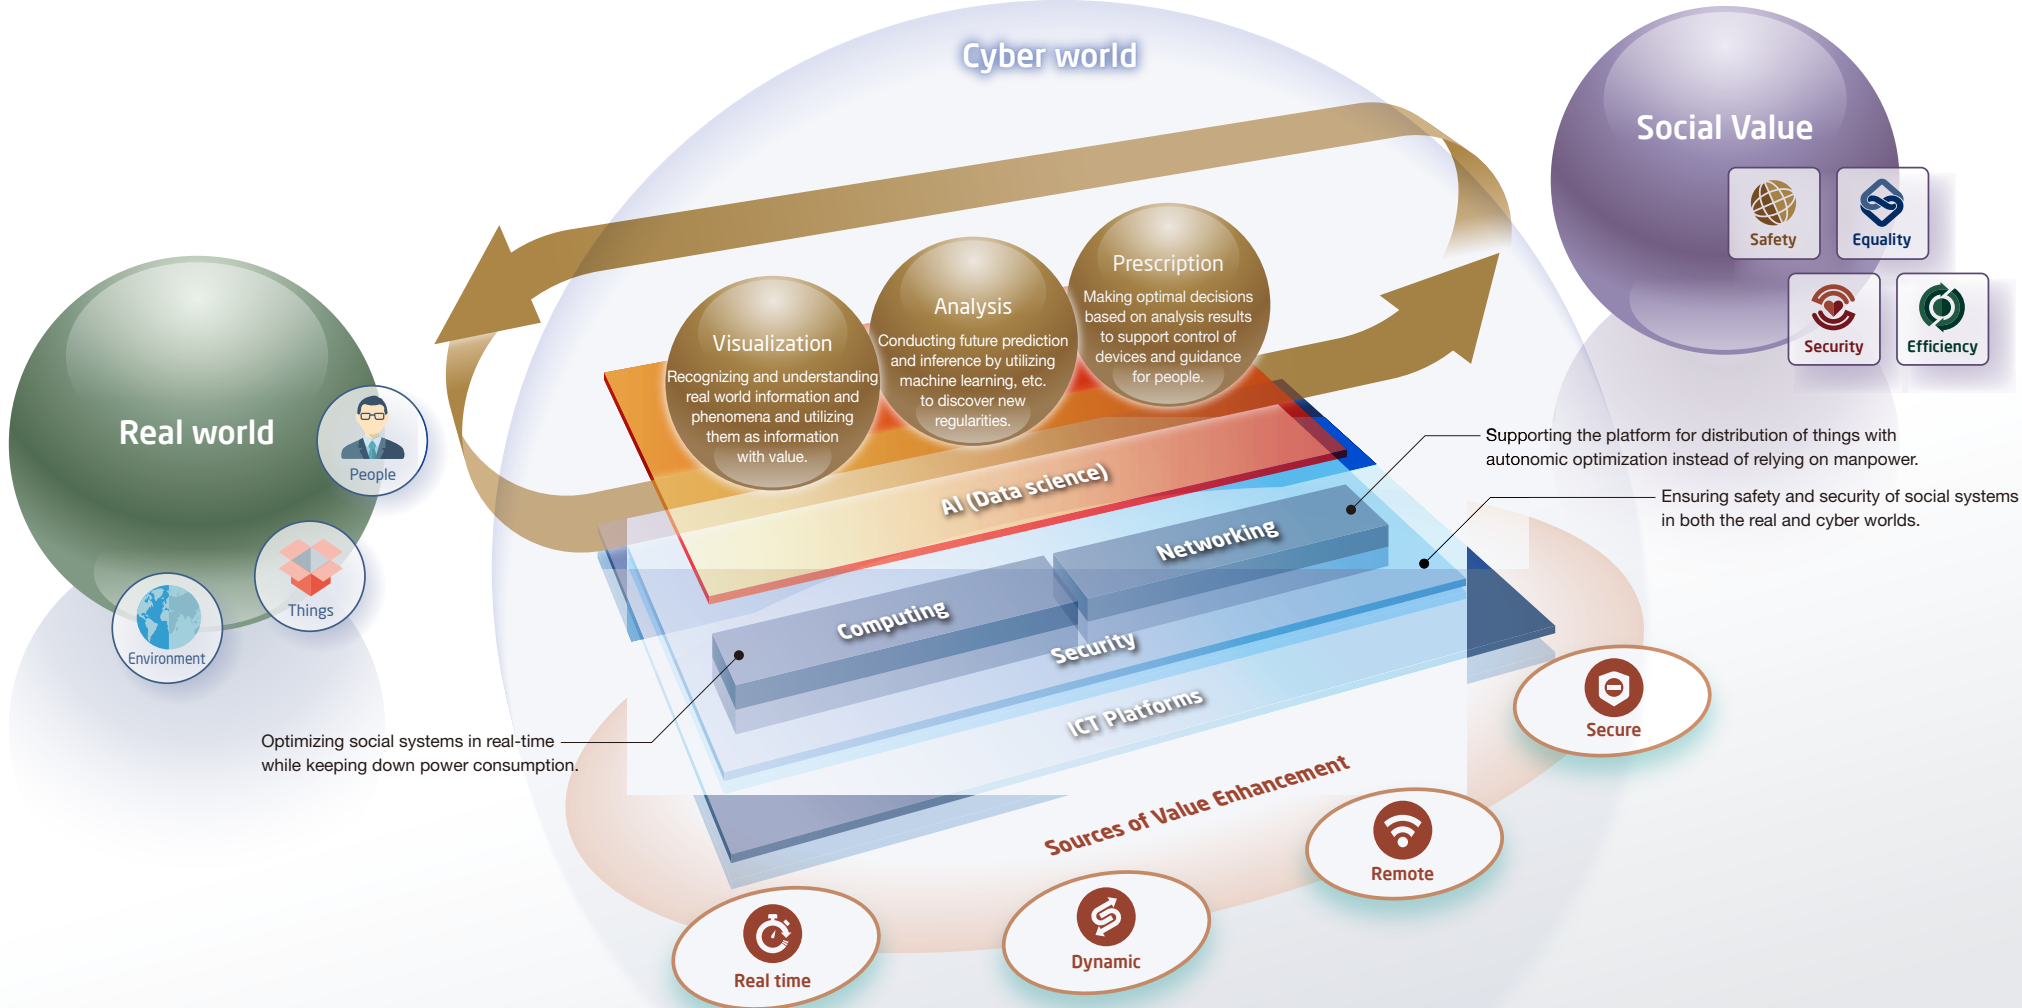 Cyber world
Social Value
Safety
Equality
Security
Efficiency
Real world
People
Things
Environment
Visualization
Recognizing and understanding
real world information and
phenomena and utilizing
them as information
with value.
Analysis
Conducting future prediction
and inference by utilizing
machine learning, etc.
to discover new
regularities.
Prescription
Making optimal decisions
based on analysis results
to support control of
devices and guidance
for people.
AI (Data science)
Networking
Computing
Security
ICT Platforms
Supporting the platform for distribution of things with
autonomic optimization instead of relying on manpower.
Ensuring safety and security of social systems
in both the real and cyber worlds.
Optimizing social systems in real-time
while keeping down power consumption.
Sources of Value Enhancement
Secure
Remote
Dynamic
Real time